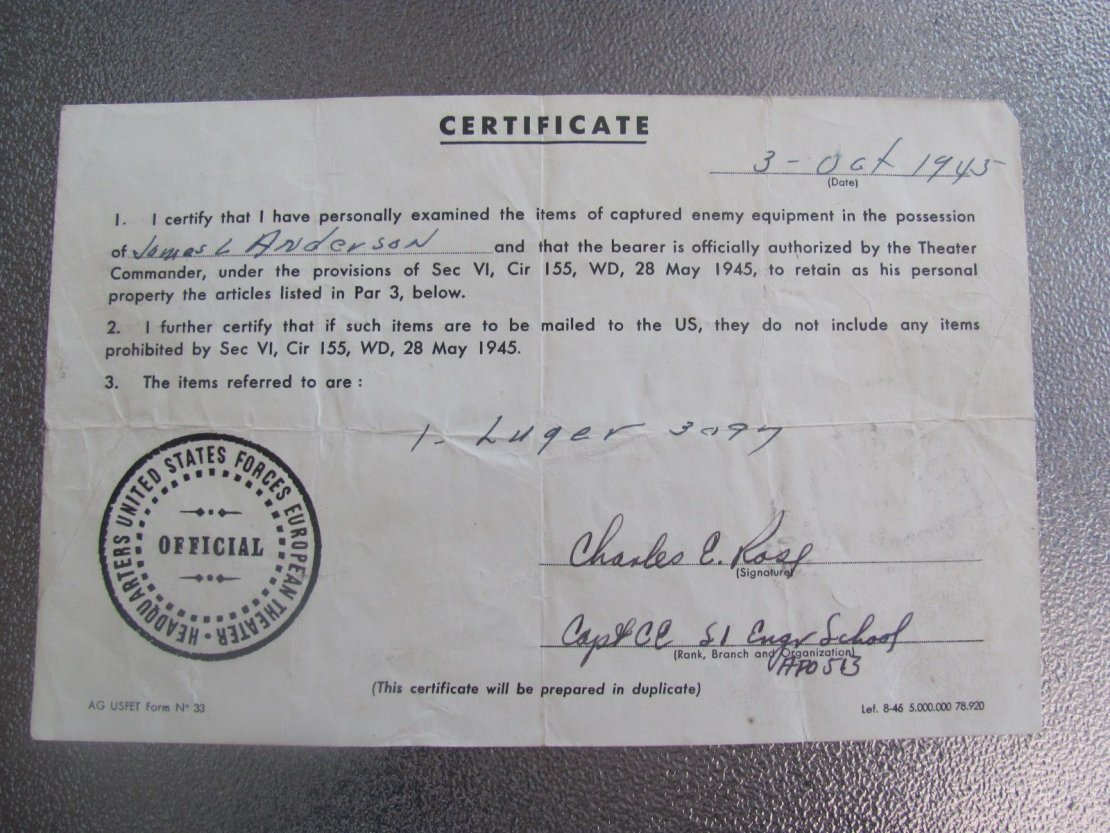 CERTIFICATE
3 - Oct 1945
(Date)
1. I certify that I have personally examined the items of captured enemy equipment in the possession
of James L Anderson and that the bearer is officially authorized by the Theater
Commander, under the provisions of Sec VI, Cir 155, WD, 28 May 1945, to retain as his personal
property the articles listed in Par 3, below.
2. I further certify that if such items are to be mailed to the US, they do not include any items
prohibited by Sec VI, Cir 155, WD, 28 May 1945.
3. The items referred to are :
1- Luger 3097
HEADQUARTERS UNITED STATES FORCES EUROPEAN THEATER
OFFICIAL
Charles E. Rose
(Signature)
Capt CE SI Engr School
(Rank, Branch and Organization)
APO 513
(This certificate will be prepared in duplicate)
AG USFET Form N° 33
Lef. 8-45 5.000.000 78.920